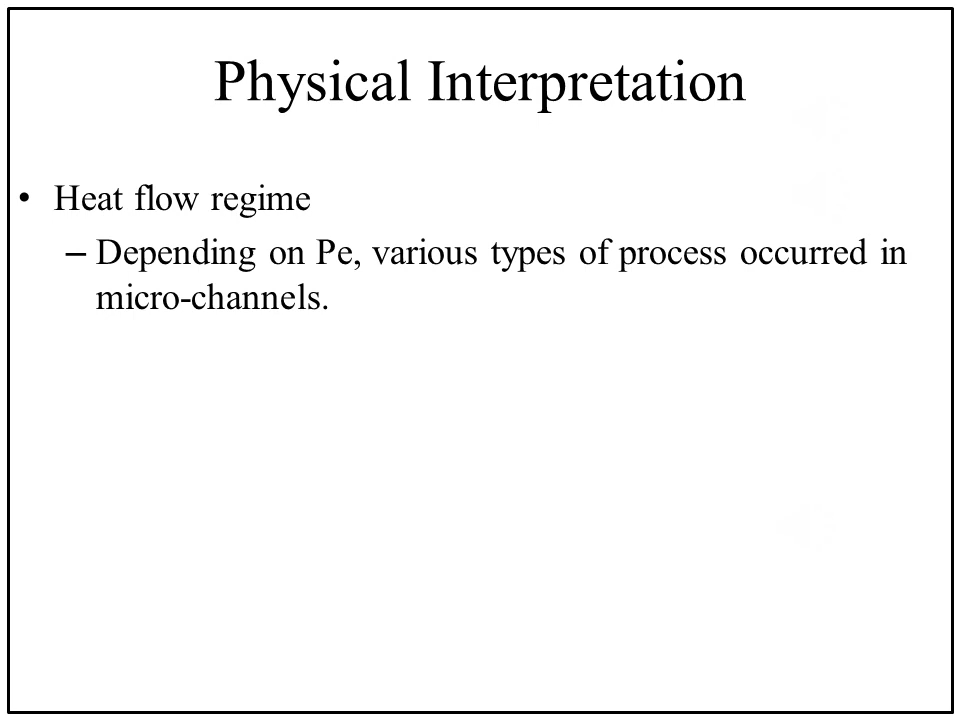 Physical Interpretation
• Heat flow regime
– Depending on Pe, various types of process occurred in
micro-channels.